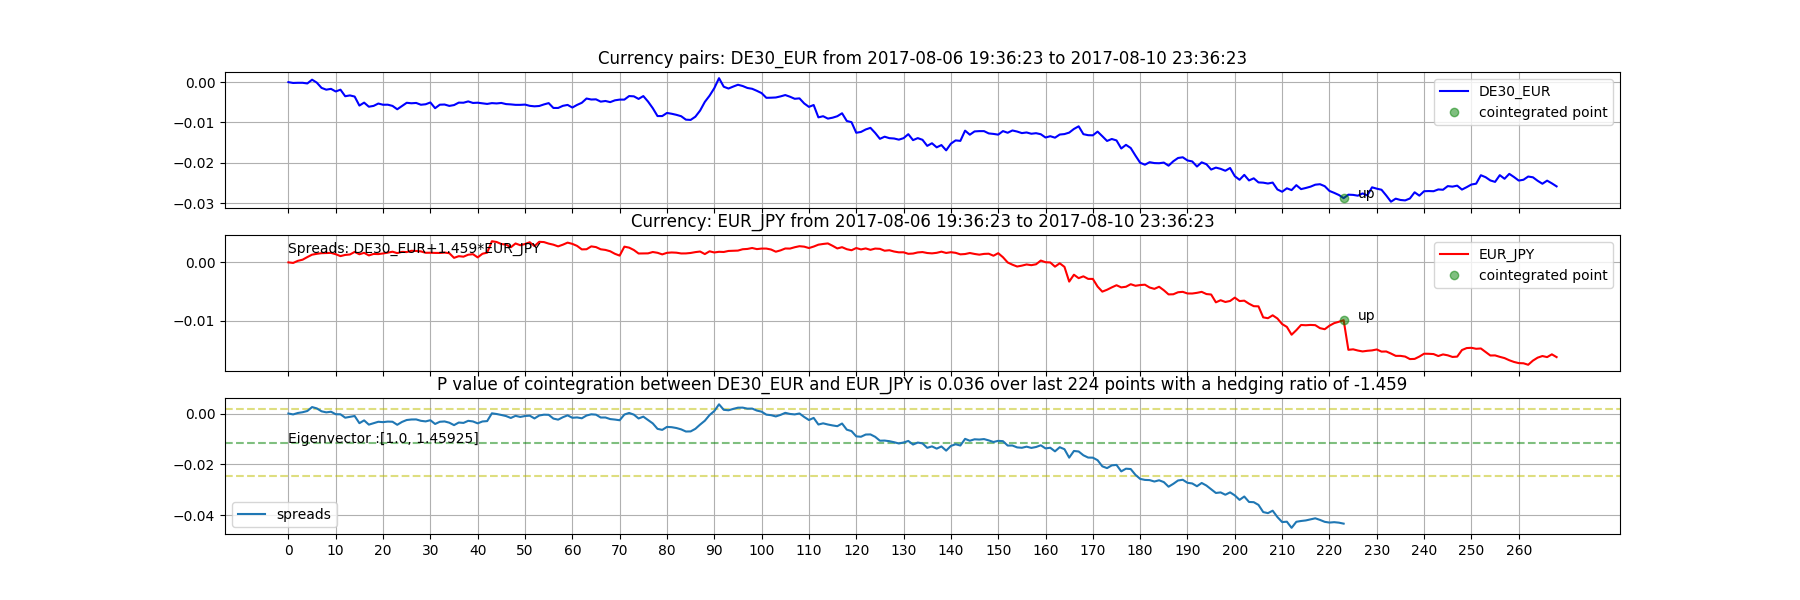 Currency pairs: DE30_EUR from 2017-08-06 19:36:23 to 2017-08-10 23:36:23
0.00
−0.01
−0.02
−0.03
DE30_EUR
cointegrated point
up
Currency: EUR_JPY from 2017-08-06 19:36:23 to 2017-08-10 23:36:23
Spreads: DE30_EUR+1.459*EUR_JPY
0.00
−0.01
EUR_JPY
cointegrated point
up
P value of cointegration between DE30_EUR and EUR_JPY is 0.036 over last 224 points with a hedging ratio of -1.459
0.00
−0.02
−0.04
Eigenvector :[1.0, 1.45925]
spreads
0 10 20 30 40 50 60 70 80 90 100 110 120 130 140 150 160 170 180 190 200 210 220 230 240 250 260